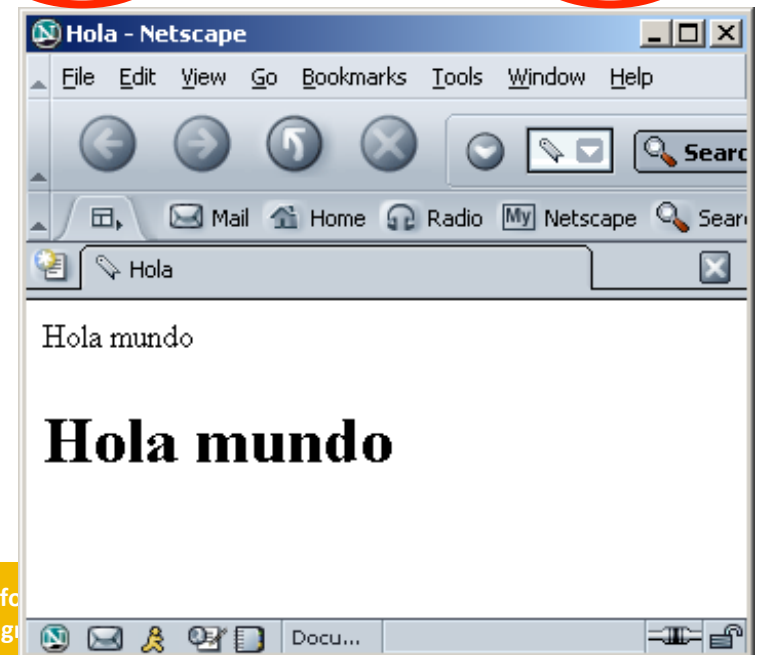 Hola - Netscape
File Edit View Go Bookmarks Tools Window Help
Searc
Mail Home Radio My Netscape Sear
Hola
Hola mundo
Hola mundo
Docu...